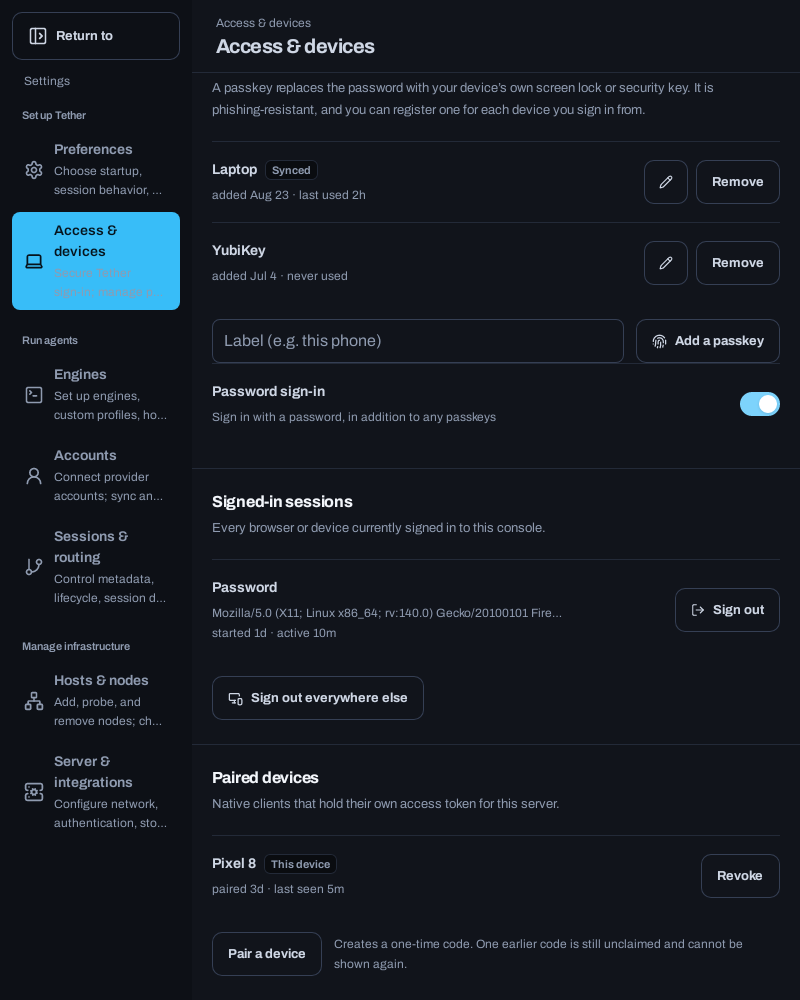 Return to
Settings
Set up Tether
Preferences
Choose startup,
session behavior, ...
Access &
devices
Run agents
Engines
Set up engines,
custom profiles, ho...
Accounts
Connect provider
accounts; sync an...
Sessions &
routing
Control metadata,
lifecycle, session d...
Manage infrastructure
Hosts & nodes
Add, probe, and
remove nodes; ch...
Server &
integrations
Configure network,
authentication, sto...
Access & devices
Access & devices
A passkey replaces the password with your device's own screen lock or security key. It is
phishing-resistant, and you can register one for each device you sign in from.
Laptop Synced
added Aug 23 · last used 2h
Remove
YubiKey
added Jul 4 · never used
Remove
Label (e.g. this phone)
Add a passkey
Password sign-in
Sign in with a password, in addition to any passkeys
Signed-in sessions
Every browser or device currently signed in to this console.
Password
Mozilla/5.0 (X11; Linux x86_64; rv:140.0) Gecko/20100101 Fire...
started 1d · active 10m
Sign out
Sign out everywhere else
Paired devices
Native clients that hold their own access token for this server.
Pixel 8 This device
paired 3d · last seen 5m
Revoke
Pair a device
Creates a one-time code. One earlier code is still unclaimed and cannot be
shown again.